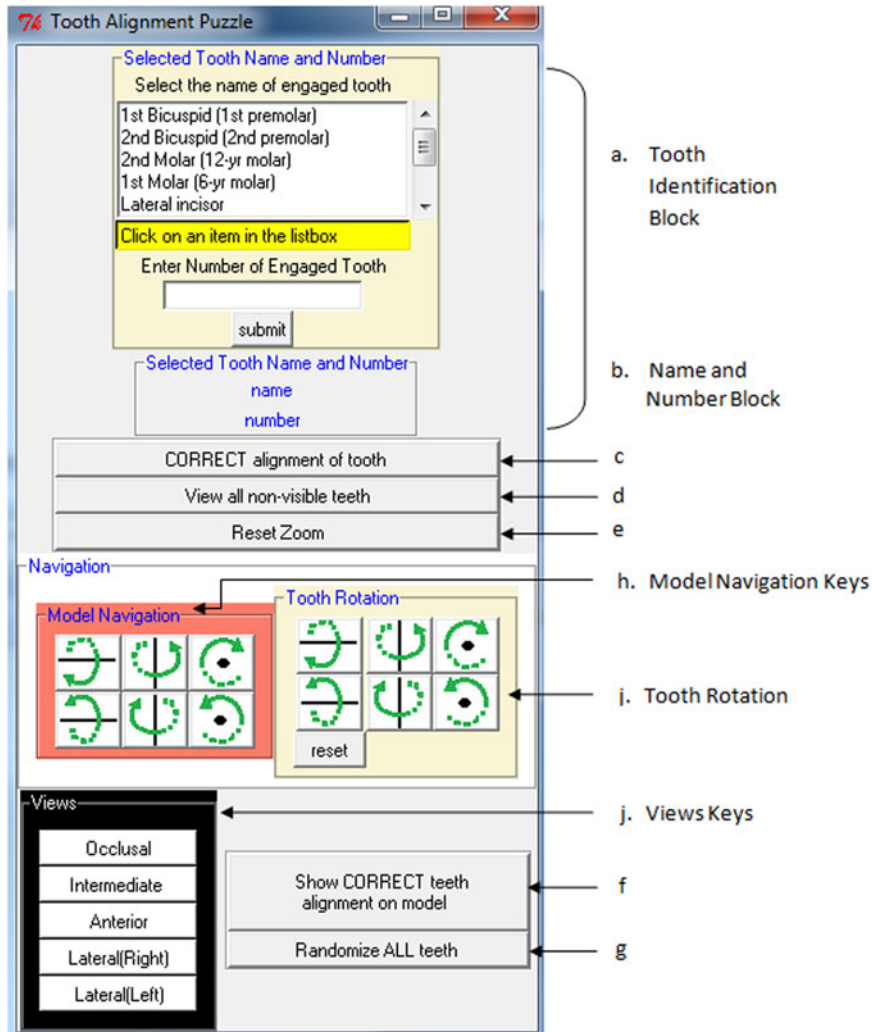 Tk Tooth Alignment Puzzle
Selected Tooth Name and Number
Select the name of engaged tooth
1st Bicuspid (1st premolar)
2nd Bicuspid (2nd premolar)
2nd Molar (12-yr molar)
1st Molar (6-yr molar)
Lateral incisor
Click on an item in the listbox
Enter Number of Engaged Tooth
submit
a. Tooth
Identification
Block
Selected Tooth Name and Number
name
number
b. Name and
Number Block
CORRECT alignment of tooth
c
View all non-visible teeth
d
Reset Zoom
e
Navigation
h. Model Navigation Keys
Model Navigation
Tooth Rotation
reset
j. Tooth Rotation
Views
j. Views Keys
Occlusal
Intermediate
Anterior
Lateral(Right)
Lateral(Left)
Show CORRECT teeth
alignment on model
f
Randomize ALL teeth
g